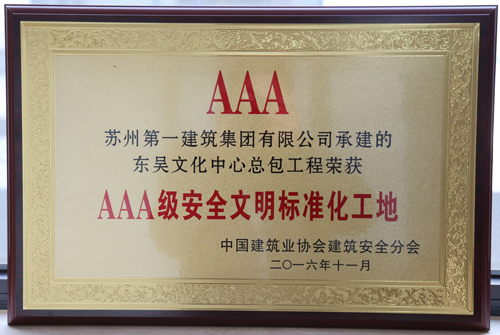 AAA
苏州第一建筑集团有限公司承建的
东吴文化中心总包工程荣获
AAA级安全文明标准化工地
中国建筑业协会建筑安全分会
二〇一六年十一月